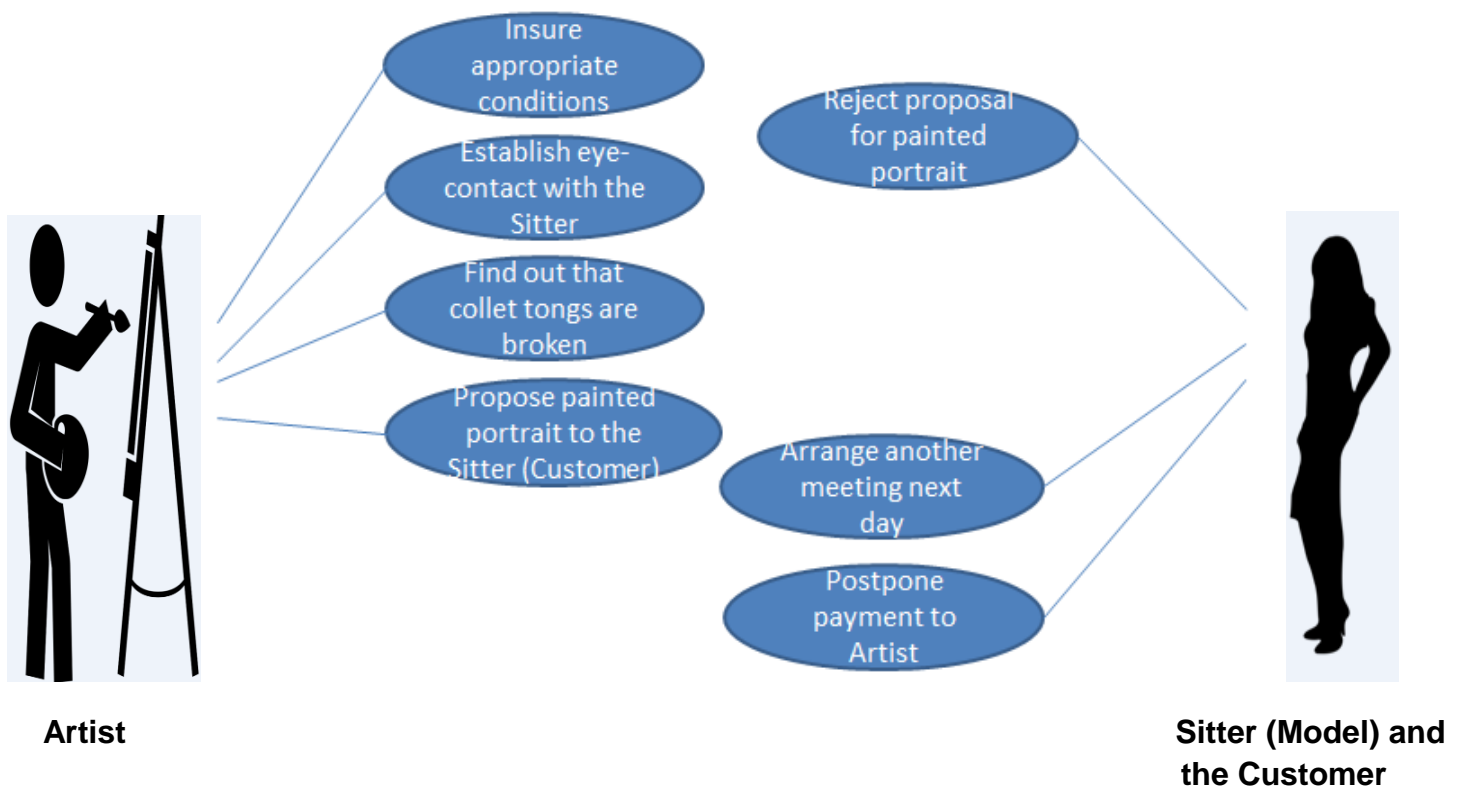 Insure
appropriate
conditions
Reject proposal
for painted
portrait
Establish eye-
contact with the
Sitter
Find out that
collet tongs are
broken
Propose painted
portrait to the
Sitter (Customer)
Arrange another
meeting next
day
Postpone
payment to
Artist
Artist
Sitter (Model) and
the Customer